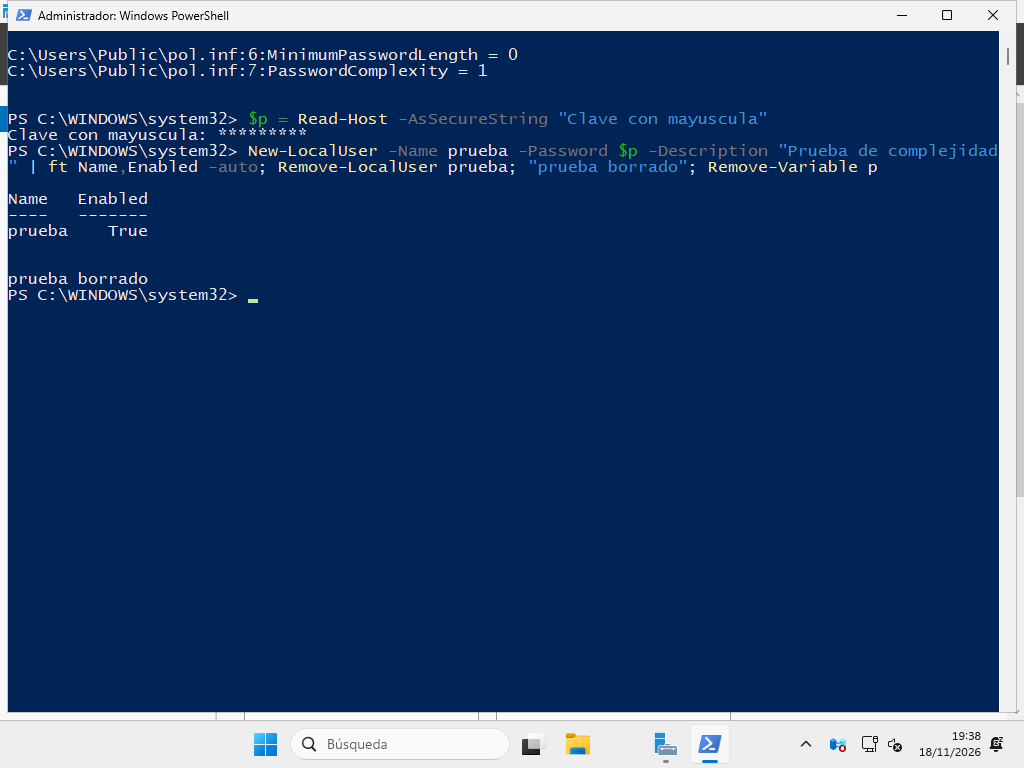 Administrador: Windows PowerShell
C:\Users\Public\pol.inf:6:MinimumPasswordLength = 0
C:\Users\Public\pol.inf:7:PasswordComplexity = 1
PS C:\WINDOWS\system32> $p = Read-Host -AsSecureString "Clave con mayuscula"
Clave con mayuscula: *********
PS C:\WINDOWS\system32> New-LocalUser -Name prueba -Password $p -Description "Prueba de complejidad
" | ft Name,Enabled -auto; Remove-LocalUser prueba; "prueba borrado"; Remove-Variable p
Name   Enabled
----   -------
prueba    True
prueba borrado
PS C:\WINDOWS\system32>
Búsqueda
19:38
18/11/2026